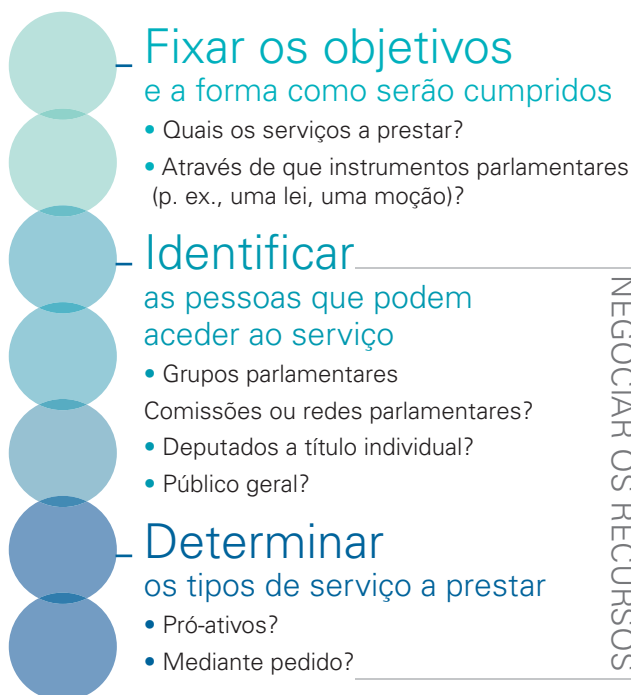 Fixar os objetivos
e a forma como serão cumpridos
• Quais os serviços a prestar?
• Através de que instrumentos parlamentares
(p. ex., uma lei, uma moção)?
Identificar
as pessoas que podem
aceder ao serviço
• Grupos parlamentares
Comissões ou redes parlamentares?
• Deputados a título individual?
• Público geral?
Determinar
os tipos de serviço a prestar
• Pró-ativos?
• Mediante pedido?
NEGOCIAR OS RECURSOS